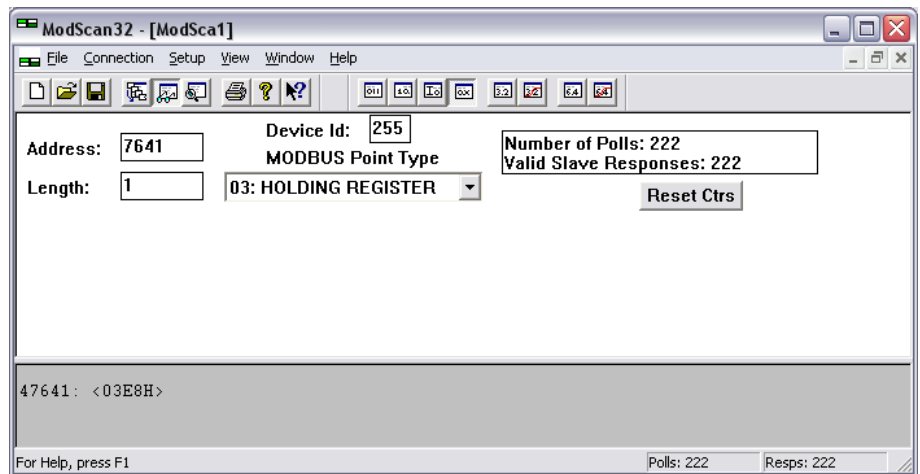 ModScan32 - [ModSca1]
File Connection Setup View Window Help
Address: 7641
Device Id: 255
MODBUS Point Type
Length: 1
03: HOLDING REGISTER
Number of Polls: 222
Valid Slave Responses: 222
Reset Ctrs
47641: <03E8H>
For Help, press F1
Polls: 222
Resps: 222